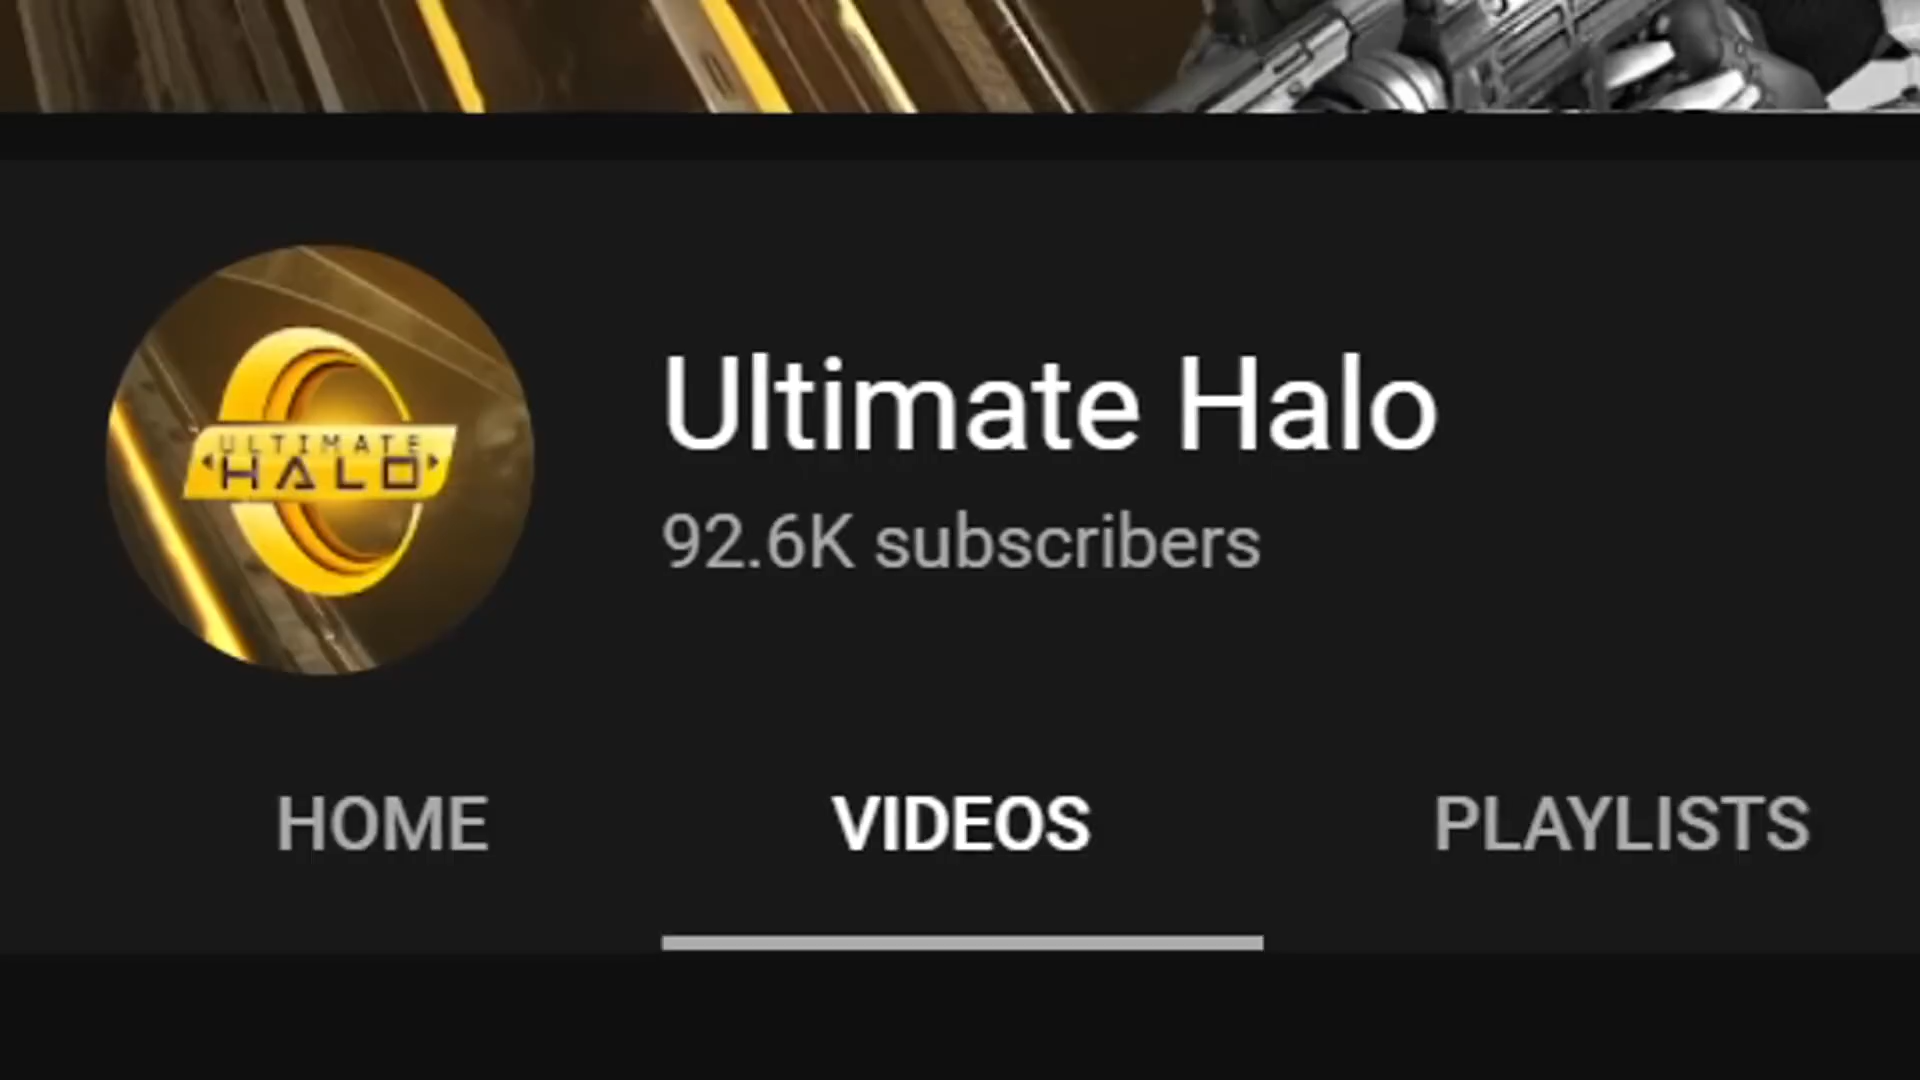 ULTIMATE
HALO
Ultimate Halo
92.6K subscribers
HOME
VIDEOS
PLAYLISTS